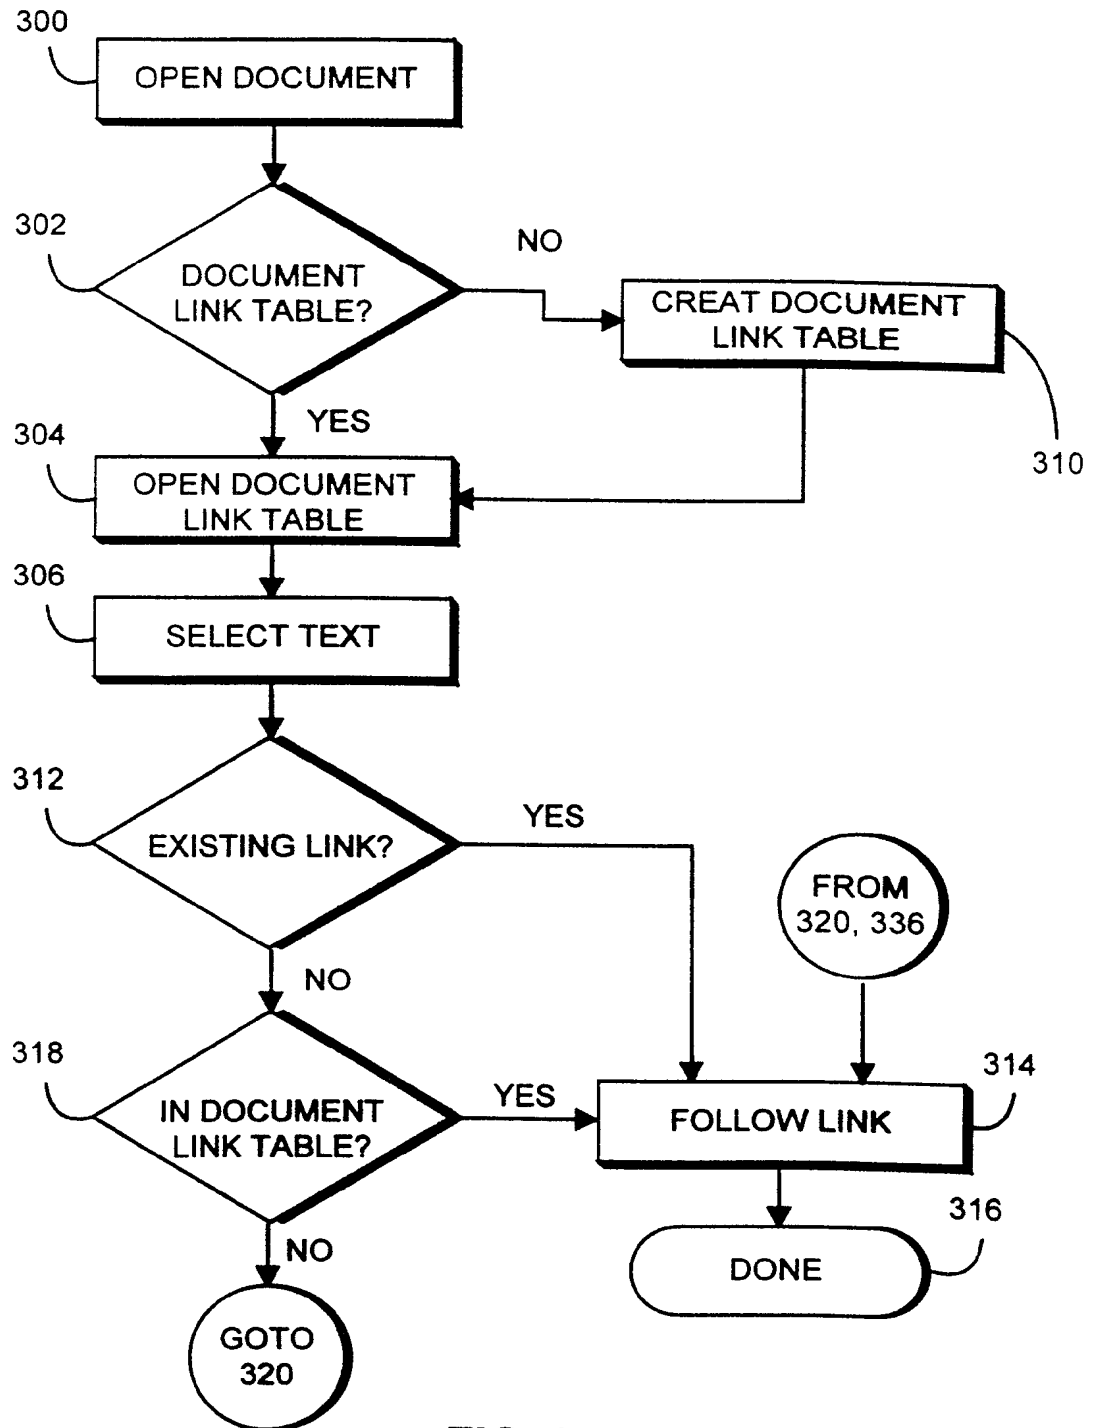 300
OPEN DOCUMENT
302
NO
DOCUMENT
LINK TABLE?
CREAT DOCUMENT
LINK TABLE
YES
304
310
OPEN DOCUMENT
LINK TABLE
306
SELECT TEXT
312
YES
EXISTING LINK?
FROM
320, 336
NO
318
314
YES
IN DOCUMENT
LINK TABLE?
FOLLOW LINK
316
NO
DONE
GOTO
320